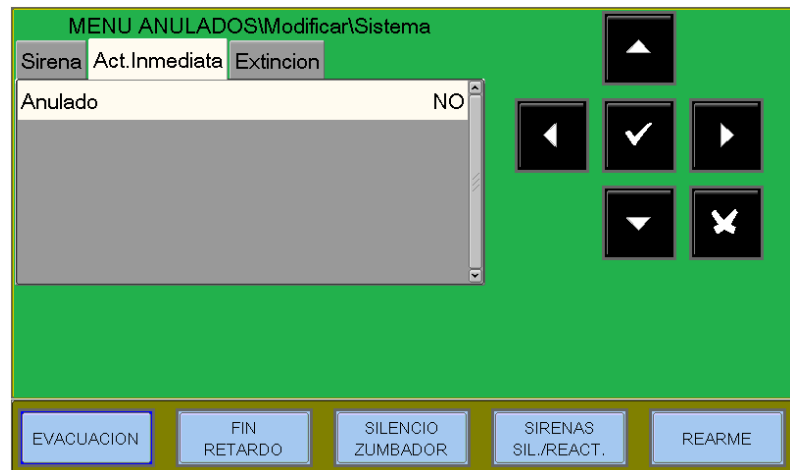 MENU ANULADOS\Modificar\Sistema
Sirena Act.Inmediata Extincion
Anulado NO
EVACUACION
FIN
RETARDO
SILENCIO
ZUMBADOR
SIRENAS
SIL./REACT.
REARME